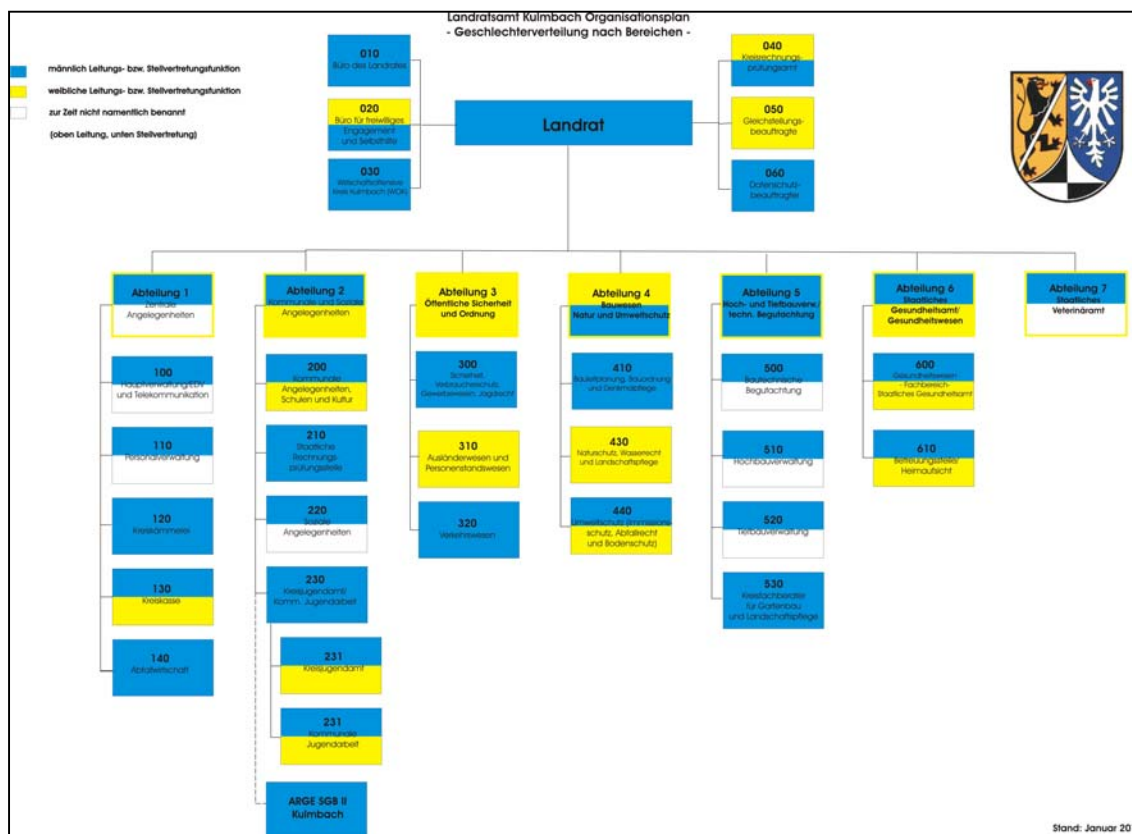 Landratsamt Kulmbach Organisationsplan
- Geschlechterverteilung nach Bereichen -
männlich Leitungs- bzw. Stellvertretungsfunktion
weibliche Leitungs- bzw. Stellvertretungsfunktion
zur Zeit nicht namentlich benannt
(oben Leitung, unten Stellvertretung)
010
Büro des Landrates
020
Büro für freiwilliges
Engagement
und Selbsthilfe
030
Wirtschaftsoffensive
Kreis Kulmbach (WOK)
Landrat
040
Kreisrechnungs-
prüfungsamt
050
Gleichstellungs-
beauftragte
060
Datenschutz-
beauftragter
Abteilung 1
Zentrale
Angelegenheiten
100
Hauptverwaltung/EDV
und Telekommunikation
110
Personalverwaltung
120
Kreiskämmerei
130
Kreiskasse
140
Abfallwirtschaft
Abteilung 2
Kommunale und Soziale
Angelegenheiten
200
Kommunale
Angelegenheiten,
Schulen und Kultur
210
Staatliche
Rechnungs-
prüfungsstelle
220
Soziale
Angelegenheiten
230
Kreisjugendamt/
Komm. Jugendarbeit
231
Kreisjugendamt
231
Kommunale
Jugendarbeit
ARGE SGB II
Kulmbach
Abteilung 3
Öffentliche Sicherheit
und Ordnung
300
Sicherheit,
Verbraucherschutz,
Gewerbewesen, Jagdrecht
310
Ausländerwesen und
Personenstandswesen
320
Verkehrswesen
Abteilung 4
Bauwesen
Natur und Umweltschutz
410
Bauleitplanung, Bauordnung
und Denkmalpflege
430
Naturschutz, Wasserrecht
und Landschaftspflege
440
Umweltschutz (Immissions-
schutz, Abfallrecht
und Bodenschutz)
Abteilung 5
Hoch- und Tiefbauverw./
techn. Begutachtung
500
Bautechnische
Begutachtung
510
Hochbauverwaltung
520
Tiefbauverwaltung
530
Kreisfachberater
für Gartenbau
und Landschaftspflege
Abteilung 6
Staatliches
Gesundheitsamt/
Gesundheitswesen
600
Gesundheitswesen
- Fachbereich-
Staatliches Gesundheitsamt
610
Betreuungsstelle/
Heimaufsicht
Abteilung 7
Staatliches
Veterinäramt
Stand: Januar 20